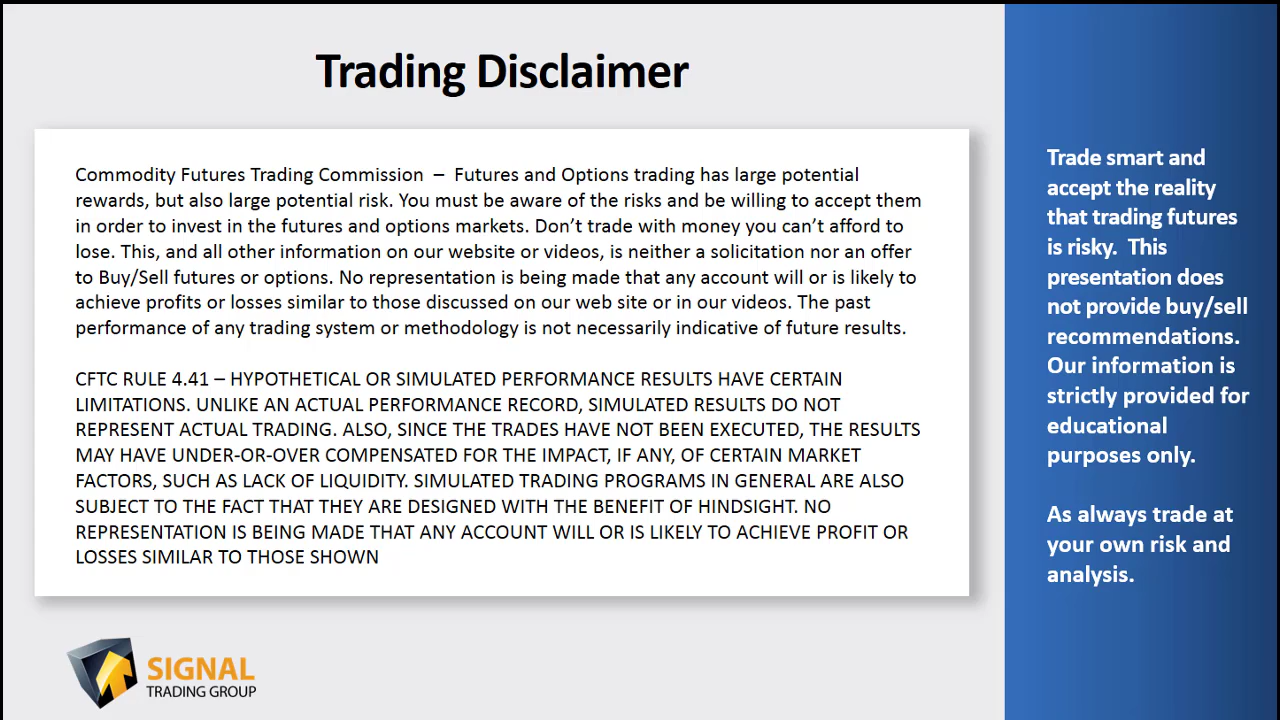 Trading Disclaimer
Commodity Futures Trading Commission – Futures and Options trading has large potential
rewards, but also large potential risk. You must be aware of the risks and be willing to accept them
in order to invest in the futures and options markets. Don’t trade with money you can’t afford to
lose. This, and all other information on our website or videos, is neither a solicitation nor an offer
to Buy/Sell futures or options. No representation is being made that any account will or is likely to
achieve profits or losses similar to those discussed on our web site or in our videos. The past
performance of any trading system or methodology is not necessarily indicative of future results.
CFTC RULE 4.41 – HYPOTHETICAL OR SIMULATED PERFORMANCE RESULTS HAVE CERTAIN
LIMITATIONS. UNLIKE AN ACTUAL PERFORMANCE RECORD, SIMULATED RESULTS DO NOT
REPRESENT ACTUAL TRADING. ALSO, SINCE THE TRADES HAVE NOT BEEN EXECUTED, THE RESULTS
MAY HAVE UNDER-OR-OVER COMPENSATED FOR THE IMPACT, IF ANY, OF CERTAIN MARKET
FACTORS, SUCH AS LACK OF LIQUIDITY. SIMULATED TRADING PROGRAMS IN GENERAL ARE ALSO
SUBJECT TO THE FACT THAT THEY ARE DESIGNED WITH THE BENEFIT OF HINDSIGHT. NO
REPRESENTATION IS BEING MADE THAT ANY ACCOUNT WILL OR IS LIKELY TO ACHIEVE PROFIT OR
LOSSES SIMILAR TO THOSE SHOWN
SIGNAL
TRADING GROUP
Trade smart and
accept the reality
that trading futures
is risky. This
presentation does
not provide buy/sell
recommendations.
Our information is
strictly provided for
educational
purposes only.
As always trade at
your own risk and
analysis.